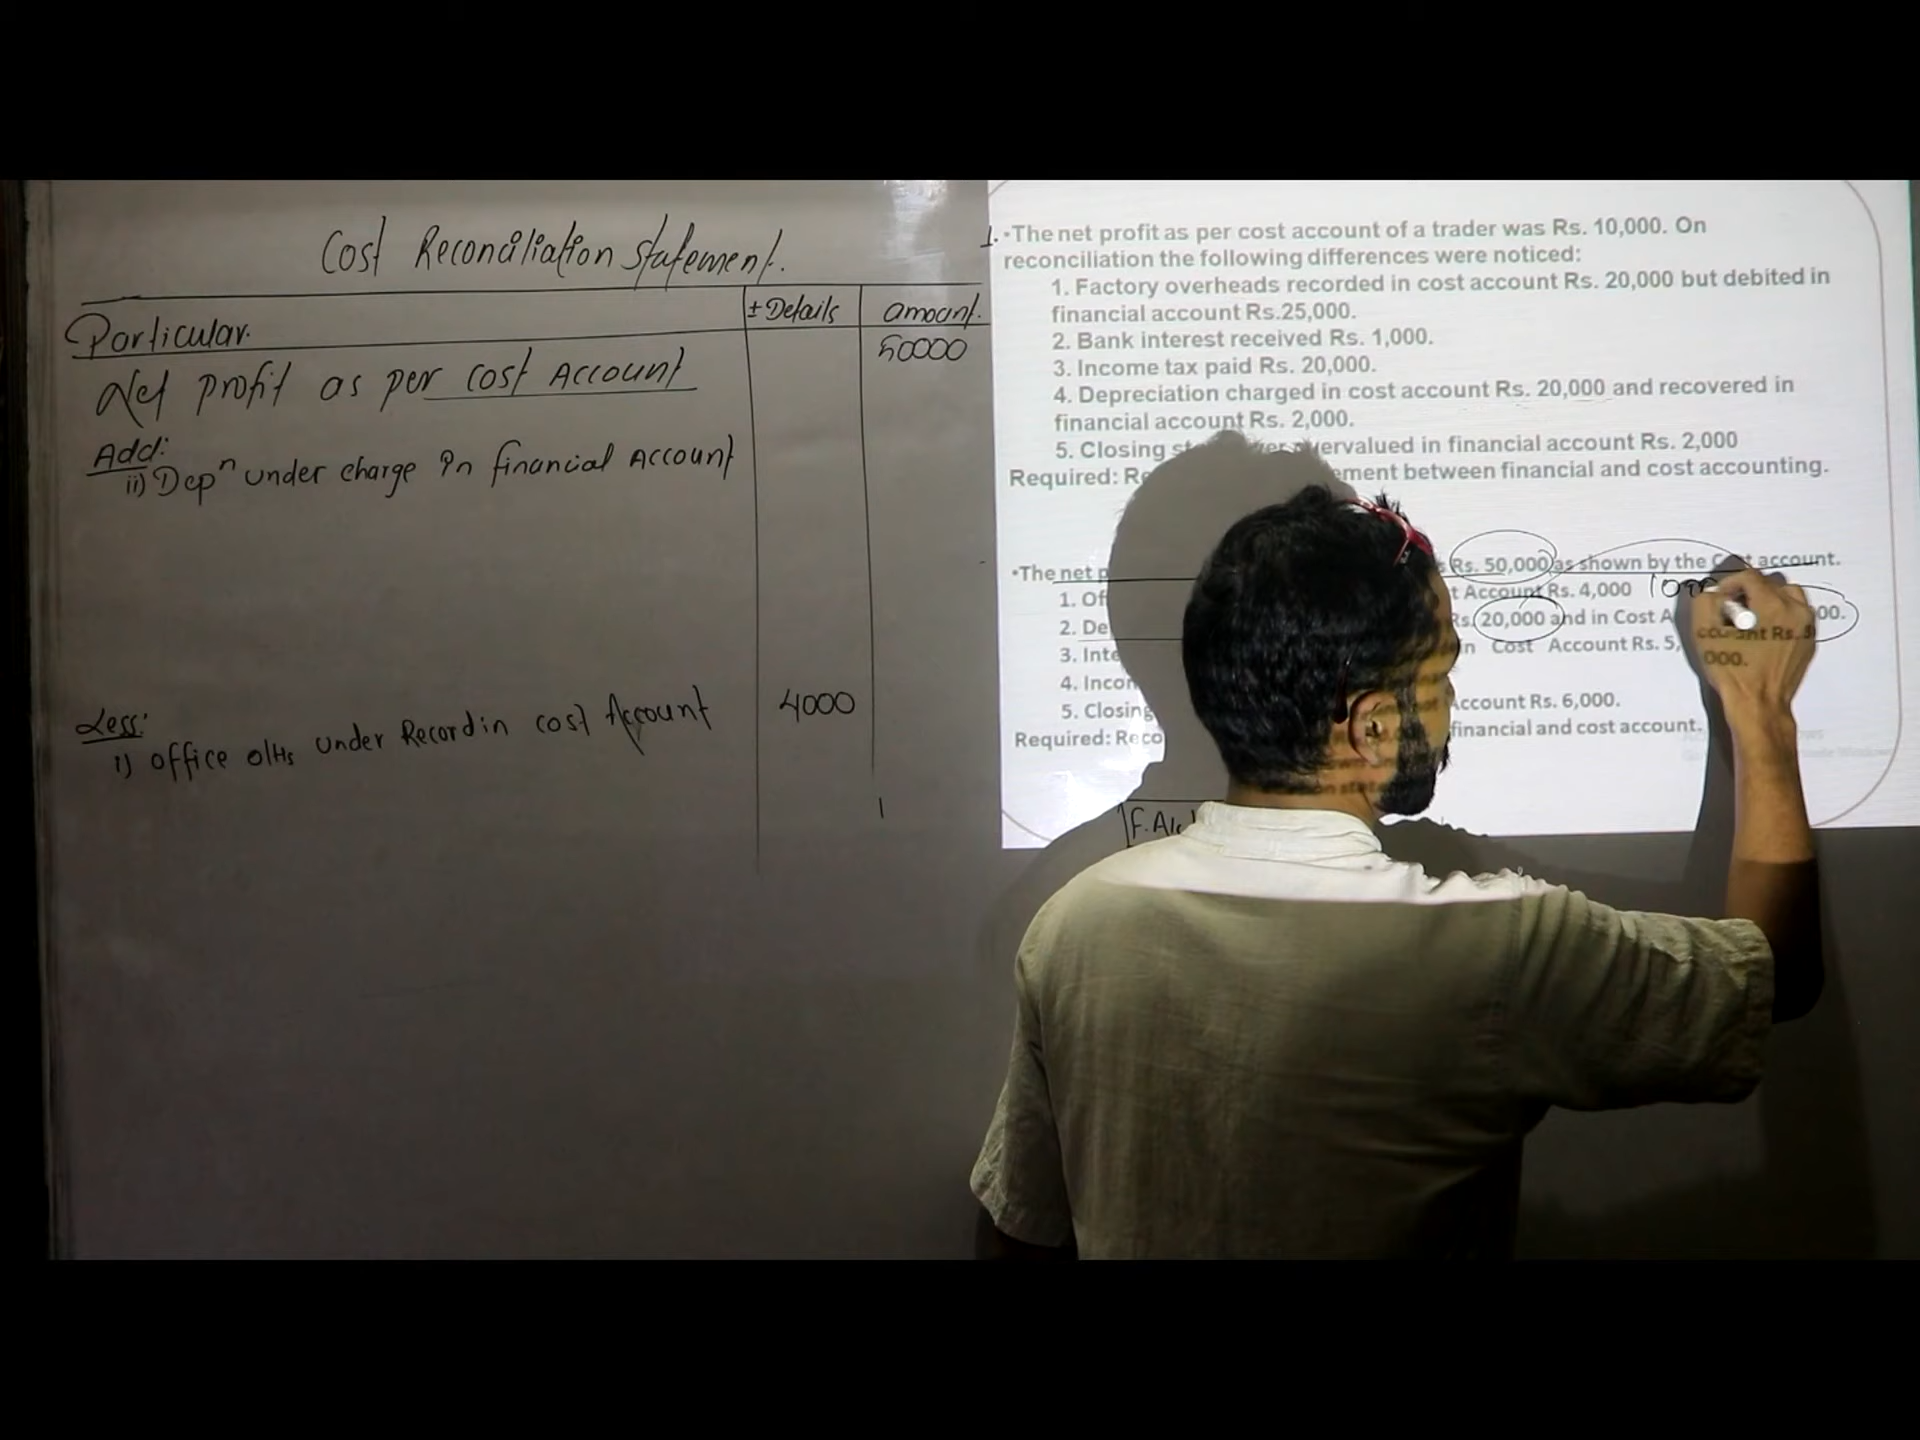 Cost Reconciliation Statement.
Particular.
± Details
amount.
Net profit as per cost Account
50000
Add:
ii) Depn under charge in financial Account
Less:
4000
i) office o/Hs under Record in cost Account
1. •The net profit as per cost account of a trader was Rs. 10,000. On
reconciliation the following differences were noticed:
1. Factory overheads recorded in cost account Rs. 20,000 but debited in
financial account Rs.25,000.
2. Bank interest received Rs. 1,000.
3. Income tax paid Rs. 20,000.
4. Depreciation charged in cost account Rs. 20,000 and recovered in
financial account Rs. 2,000.
5. Closing in financial account Rs. 2,000
Required: between financial and cost accounting.
•The net Rs. 50,000 as shown by the Cost account.
1. Account Rs. 4,000
2. 20,000 and in Cost
3. Cost Account Rs. 5,
000.
4.
5. Closing Account Rs. 6,000.
Required: financial and cost account.
F. A/c